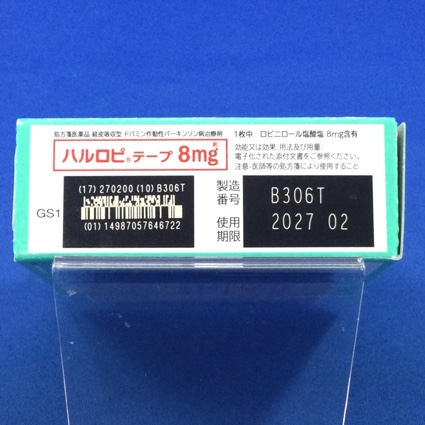 処方箋医薬品 経皮吸収型 ドパミン作動性パーキンソン病治療剤
ハルロピ®テープ 8mg
1枚中 ロピニロール塩酸塩 8mg含有
効能又は効果、用法及び用量:
電子化された添付文書をご参照ください。
注意-医師等の処方箋により使用すること
GS1
(17) 270200 (10) B306T
(01) 14987057646722
製造番号 B306T
使用期限 2027 02